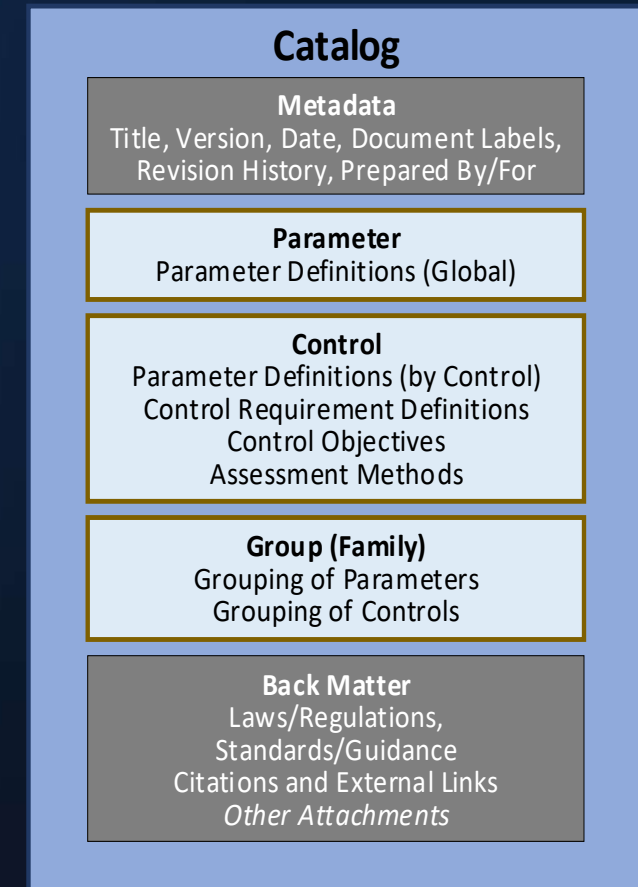 Catalog
Metadata
Title, Version, Date, Document Labels,
Revision History, Prepared By/For
Parameter
Parameter Definitions (Global)
Control
Parameter Definitions (by Control)
Control Requirement Definitions
Control Objectives
Assessment Methods
Group (Family)
Grouping of Parameters
Grouping of Controls
Back Matter
Laws/Regulations,
Standards/Guidance
Citations and External Links
Other Attachments